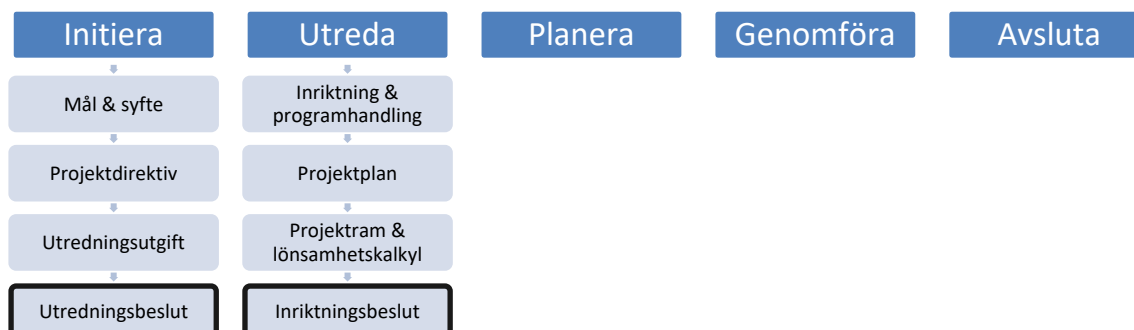 Initiera
Utreda
Planera
Genomföra
Avsluta
Mål & syfte
Projektdirektiv
Utredningsutgift
Utredningsbeslut
Inriktning &
programhandling
Projektplan
Projektram &
lönsamhetskalkyl
Inriktningsbeslut